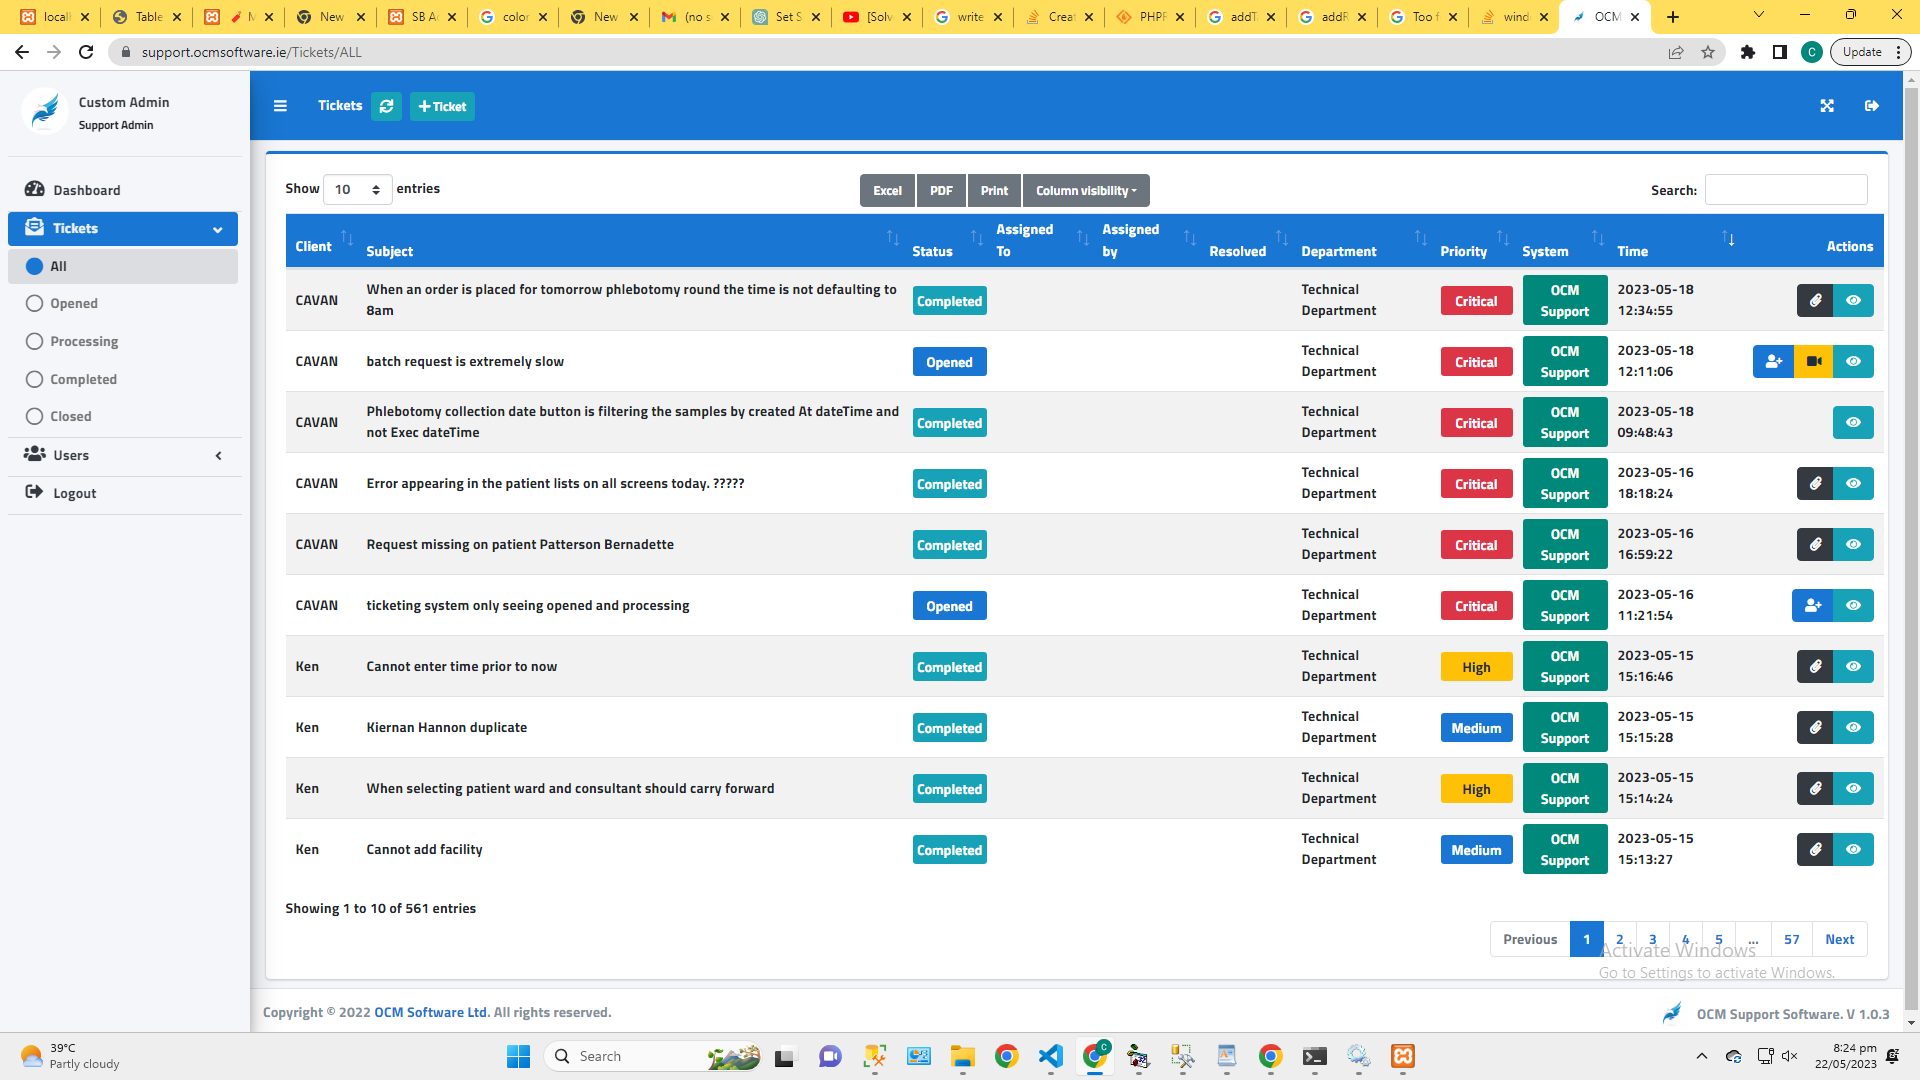 locall
Table
M
New
SB Ac
color
New
(no s
Set S
[Solv
write
Creat
PHPF
addT
addR
Too f
wind
OCM
support.ocmsoftware.ie/Tickets/ALL
C
Update
Custom Admin
Support Admin
Tickets
+ Ticket
Dashboard
Tickets
All
Opened
Processing
Completed
Closed
Users
Logout
Show 10 entries
Excel PDF Print Column visibility
Search:
Client Subject Status Assigned To Assigned by Resolved Department Priority System Time Actions
CAVAN When an order is placed for tomorrow phlebotomy round the time is not defaulting to 8am Completed Technical Department Critical OCM Support 2023-05-18 12:34:55
CAVAN batch request is extremely slow Opened Technical Department Critical OCM Support 2023-05-18 12:11:06
CAVAN Phlebotomy collection date button is filtering the samples by created At dateTime and not Exec dateTime Completed Technical Department Critical OCM Support 2023-05-18 09:48:43
CAVAN Error appearing in the patient lists on all screens today. ????? Completed Technical Department Critical OCM Support 2023-05-16 18:18:24
CAVAN Request missing on patient Patterson Bernadette Completed Technical Department Critical OCM Support 2023-05-16 16:59:22
CAVAN ticketing system only seeing opened and processing Opened Technical Department Critical OCM Support 2023-05-16 11:21:54
Ken Cannot enter time prior to now Completed Technical Department High OCM Support 2023-05-15 15:16:46
Ken Kiernan Hannon duplicate Completed Technical Department Medium OCM Support 2023-05-15 15:15:28
Ken When selecting patient ward and consultant should carry forward Completed Technical Department High OCM Support 2023-05-15 15:14:24
Ken Cannot add facility Completed Technical Department Medium OCM Support 2023-05-15 15:13:27
Showing 1 to 10 of 561 entries
Previous 1 2 3 4 5 ... 57 Next
Activate Windows
Go to Settings to activate Windows.
Copyright © 2022 OCM Software Ltd. All rights reserved.
OCM Support Software. V 1.0.3
39°C
Partly cloudy
Search
C
8:24 pm
22/05/2023